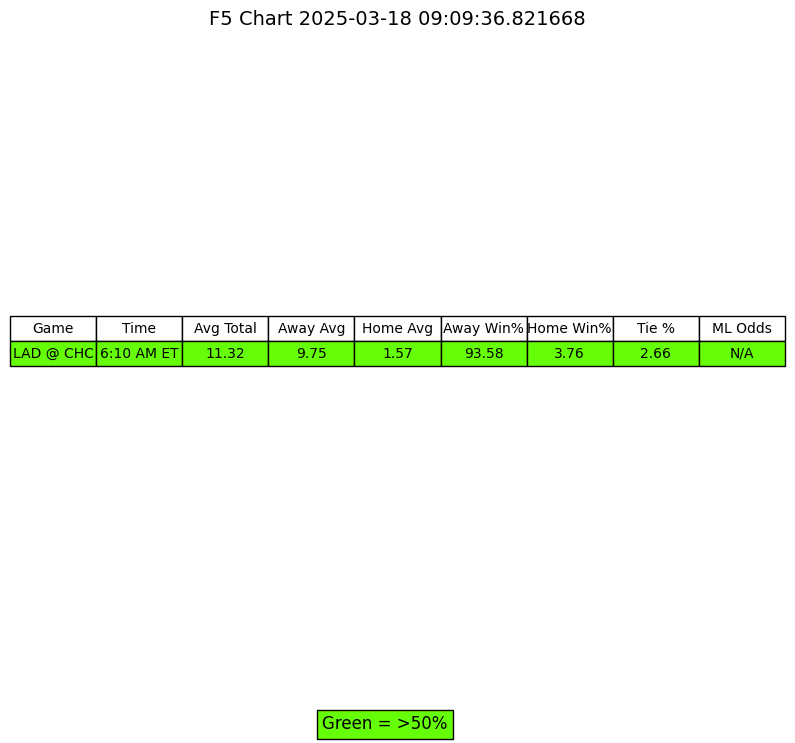 F5 Chart 2025-03-18 09:09:36.821668
Game Time Avg Total Away Avg Home Avg Away Win% Home Win% Tie % ML Odds
LAD @ CHC 6:10 AM ET 11.32 9.75 1.57 93.58 3.76 2.66 N/A
Green = >50%